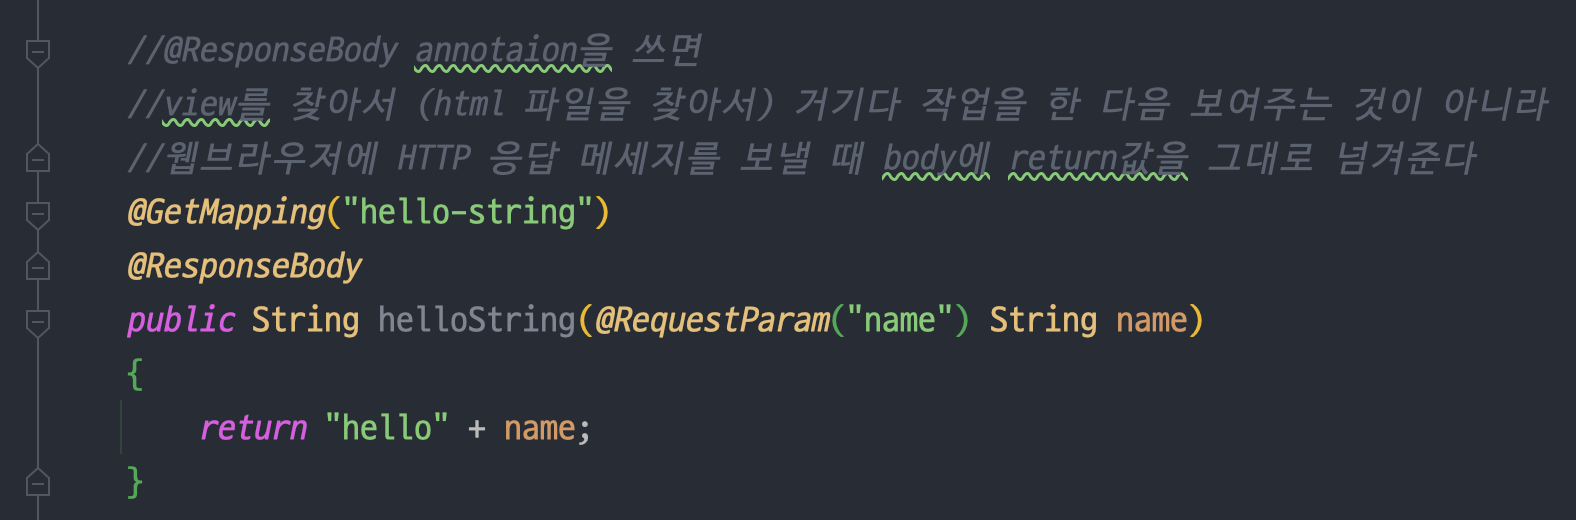 //@ResponseBody annotaion을 쓰면
//view를 찾아서 (html 파일을 찾아서) 거기다 작업을 한 다음 보여주는 것이 아니라
//웹브라우저에 HTTP 응답 메세지를 보낼 때 body에 return값을 그대로 넘겨준다
@GetMapping("hello-string")
@ResponseBody
public String helloString(@RequestParam("name") String name)
{
    return "hello" + name;
}